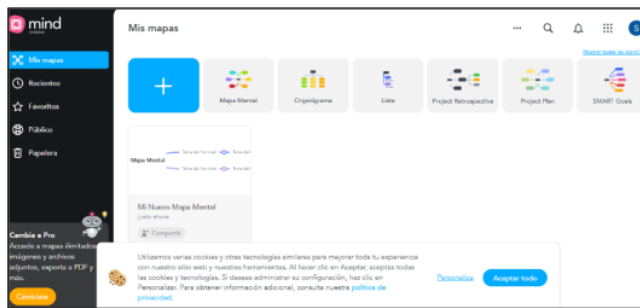 mind
Mis mapas
Mis mapas
Recientes
Favoritos
Público
Papelera
Mapa Mental
Organigrama
Lista
Project Retrospective
Project Plan
SMART Goals
Mapa Mental
Mi Nuevo Mapa Mental
justo ahora
Compartir
Cambia a Pro
Accede a mapas ilimitados,
imágenes y archivos
adjuntos, exporta a PDF y
más.
Cámbiate
Utilizamos varias cookies y otras tecnologías similares para mejorar toda tu experiencia
con nuestro sitio web y nuestras herramientas. Al hacer clic en Aceptar, aceptas todas
las cookies y tecnologías. Si deseas administrar su configuración, haz clic en
Personalizar. Para obtener información adicional, consulta nuestra política de
privacidad.
Personaliza
Aceptar todo